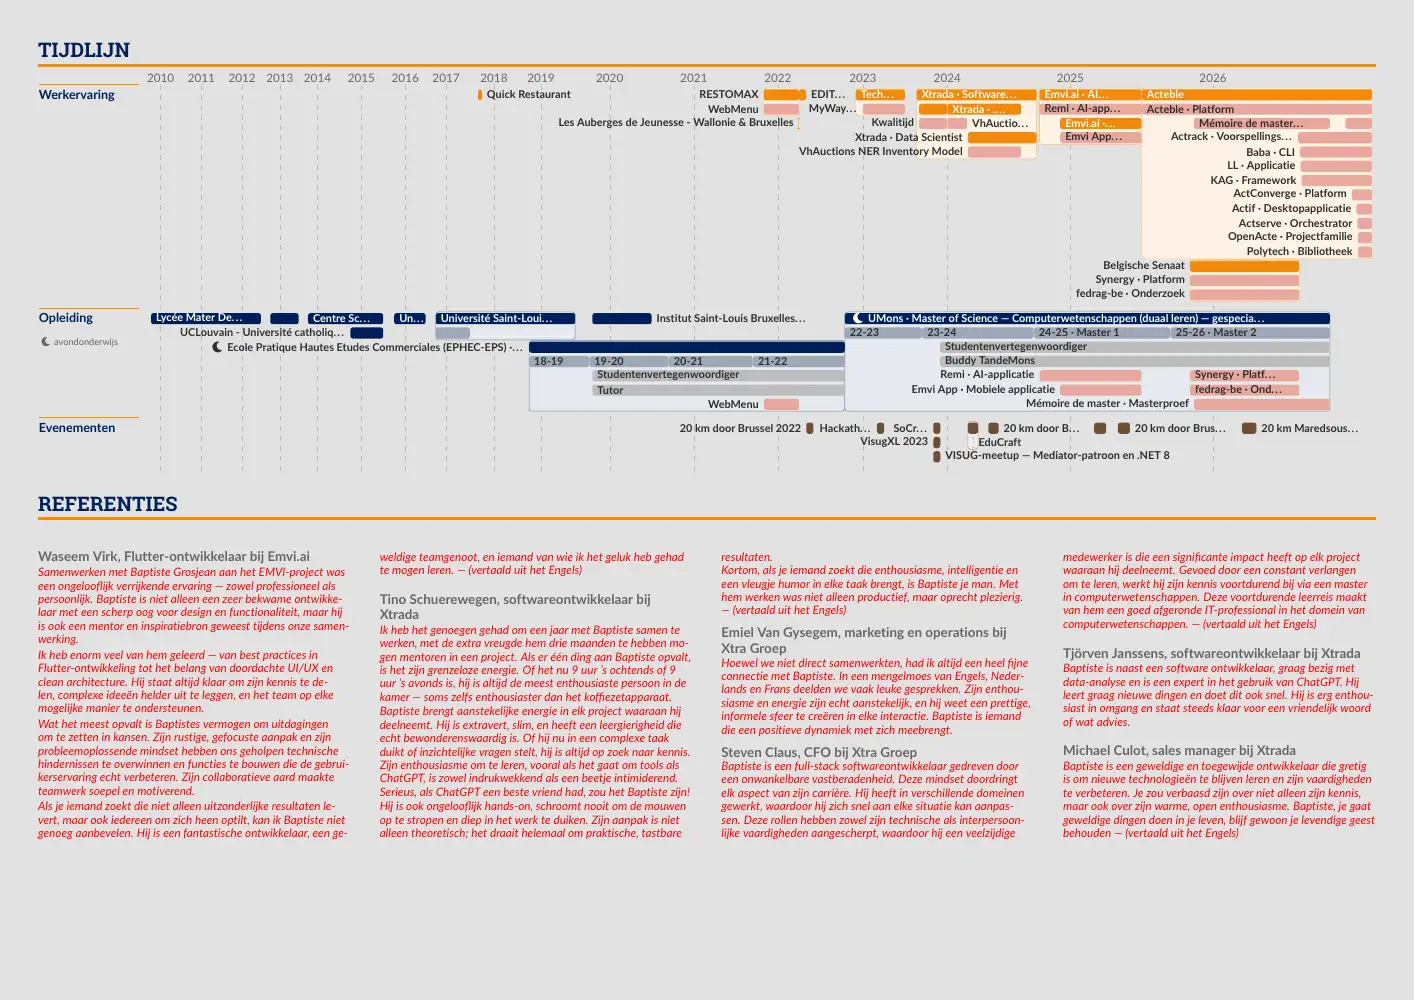 TIJDLIJN
2010 2011 2012 2013 2014 2015 2016 2017 2018 2019 2020 2021 2022 2023 2024 2025 2026
Werkervaring
Quick Restaurant
RESTOMAX
EDIT…
Tech…
Xtrada · Software…
Emvi.ai · AI…
Acteble
WebMenu
MyWay…
Xtrada · …
Remi · AI-app…
Acteble · Platform
Les Auberges de Jeunesse - Wallonie & Bruxelles
Kwalitijd
VhAuctio…
Emvi.ai ·…
Mémoire de master…
Xtrada · Data Scientist
Emvi App…
Actrack · Voorspellings…
VhAuctions NER Inventory Model
Baba · CLI
LL · Applicatie
KAG · Framework
ActConverge · Platform
Actif · Desktopapplicatie
Actserve · Orchestrator
OpenActe · Projectfamilie
Polytech · Bibliotheek
Belgische Senaat
Synergy · Platform
fedrag-be · Onderzoek
Opleiding
Lycée Mater De…
Centre Sc…
Un…
Université Saint-Loui…
Institut Saint-Louis Bruxelles…
UMons · Master of Science — Computerwetenschappen (duaal leren) — gespecia…
UCLouvain - Université catholiq…
22-23 23-24 24-25 · Master 1 25-26 · Master 2
avondonderwijs
Ecole Pratique Hautes Etudes Commerciales (EPHEC-EPS) ·…
Studentenvertegenwoordiger
18-19 19-20 20-21 21-22
Buddy TandeMons
Studentenvertegenwoordiger
Remi · AI-applicatie
Synergy · Platf…
Tutor
Emvi App · Mobiele applicatie
fedrag-be · Ond…
WebMenu
Mémoire de master · Masterproef
Evenementen
20 km door Brussel 2022
Hackath…
SoCr…
20 km door B…
20 km door Brus…
20 km Maredsous…
VisugXL 2023
EduCraft
VISUG-meetup — Mediator-patroon en .NET 8
REFERENTIES
Waseem Virk, Flutter-ontwikkelaar bij Emvi.ai
Samenwerken met Baptiste Grosjean aan het EMVI-project was
een ongelooflijk verrijkende ervaring — zowel professioneel als
persoonlijk. Baptiste is niet alleen een zeer bekwame ontwikke-
laar met een scherp oog voor design en functionaliteit, maar hij
is ook een mentor en inspiratiebron geweest tijdens onze samen-
werking.
Ik heb enorm veel van hem geleerd — van best practices in
Flutter-ontwikkeling tot het belang van doordachte UI/UX en
clean architecture. Hij staat altijd klaar om zijn kennis te de-
len, complexe ideeën helder uit te leggen, en het team op elke
mogelijke manier te ondersteunen.
Wat het meest opvalt is Baptistes vermogen om uitdagingen
om te zetten in kansen. Zijn rustige, gefocuste aanpak en zijn
probleemoplossende mindset hebben ons geholpen technische
hindernissen te overwinnen en functies te bouwen die de gebrui-
kerservaring echt verbeteren. Zijn collaboratieve aard maakte
teamwerk soepel en motiverend.
Als je iemand zoekt die niet alleen uitzonderlijke resultaten le-
vert, maar ook iedereen om zich heen optilt, kan ik Baptiste niet
genoeg aanbevelen. Hij is een fantastische ontwikkelaar, een ge-
weldige teamgenoot, en iemand van wie ik het geluk heb gehad
te mogen leren. — (vertaald uit het Engels)
Tino Schuerewegen, softwareontwikkelaar bij
Xtrada
Ik heb het genoegen gehad om een jaar met Baptiste samen te
werken, met de extra vreugde hem drie maanden te hebben mo-
gen mentoren in een project. Als er één ding aan Baptiste opvalt,
is het zijn grenzeloze energie. Of het nu 9 uur 's ochtends of 9
uur 's avonds is, hij is altijd de meest enthousiaste persoon in de
kamer — soms zelfs enthousiaster dan het koffiezetapparaat.
Baptiste brengt aanstekelijke energie in elk project waaraan hij
deelneemt. Hij is extravert, slim, en heeft een leergierigheid die
echt bewonderenswaardig is. Of hij nu in een complexe taak
duikt of inzichtelijke vragen stelt, hij is altijd op zoek naar kennis.
Zijn enthousiasme om te leren, vooral als het gaat om tools als
ChatGPT, is zowel indrukwekkend als een beetje intimiderend.
Serieus, als ChatGPT een beste vriend had, zou het Baptiste zijn!
Hij is ook ongelooflijk hands-on, schroomt nooit om de mouwen
op te stropen en diep in het werk te duiken. Zijn aanpak is niet
alleen theoretisch; het draait helemaal om praktische, tastbare
resultaten.
Kortom, als je iemand zoekt die enthousiasme, intelligentie en
een vleugje humor in elke taak brengt, is Baptiste je man. Met
hem werken was niet alleen productief, maar oprecht plezierig.
— (vertaald uit het Engels)
Emiel Van Gysegem, marketing en operations bij
Xtra Groep
Hoewel we niet direct samenwerkten, had ik altijd een heel fijne
connectie met Baptiste. In een mengelmoes van Engels, Neder-
lands en Frans deelden we vaak leuke gesprekken. Zijn enthou-
siasme en energie zijn echt aanstekelijk, en hij weet een prettige,
informele sfeer te creëren in elke interactie. Baptiste is iemand
die een positieve dynamiek met zich meebrengt.
Steven Claus, CFO bij Xtra Groep
Baptiste is een full-stack softwareontwikkelaar gedreven door
een onwankelbare vastberadenheid. Deze mindset doordringt
elk aspect van zijn carrière. Hij heeft in verschillende domeinen
gewerkt, waardoor hij zich snel aan elke situatie kan aanpas-
sen. Deze rollen hebben zowel zijn technische als interpersoon-
lijke vaardigheden aangescherpt, waardoor hij een veelzijdige
medewerker is die een significante impact heeft op elk project
waaraan hij deelneemt. Gevoed door een constant verlangen
om te leren, werkt hij zijn kennis voortdurend bij via een master
in computerwetenschappen. Deze voortdurende leerreis maakt
van hem een goed afgeronde IT-professional in het domein van
computerwetenschappen. — (vertaald uit het Engels)
Tjörven Janssens, softwareontwikkelaar bij Xtrada
Baptiste is naast een software ontwikkelaar, graag bezig met
data-analyse en is een expert in het gebruik van ChatGPT. Hij
leert graag nieuwe dingen en doet dit ook snel. Hij is erg enthou-
siast in omgang en staat steeds klaar voor een vriendelijk woord
of wat advies.
Michael Culot, sales manager bij Xtrada
Baptiste is een geweldige en toegewijde ontwikkelaar die gretig
is om nieuwe technologieën te blijven leren en zijn vaardigheden
te verbeteren. Je zou verbaasd zijn over niet alleen zijn kennis,
maar ook over zijn warme, open enthousiasme. Baptiste, je gaat
geweldige dingen doen in je leven, blijf gewoon je levendige geest
behouden — (vertaald uit het Engels)